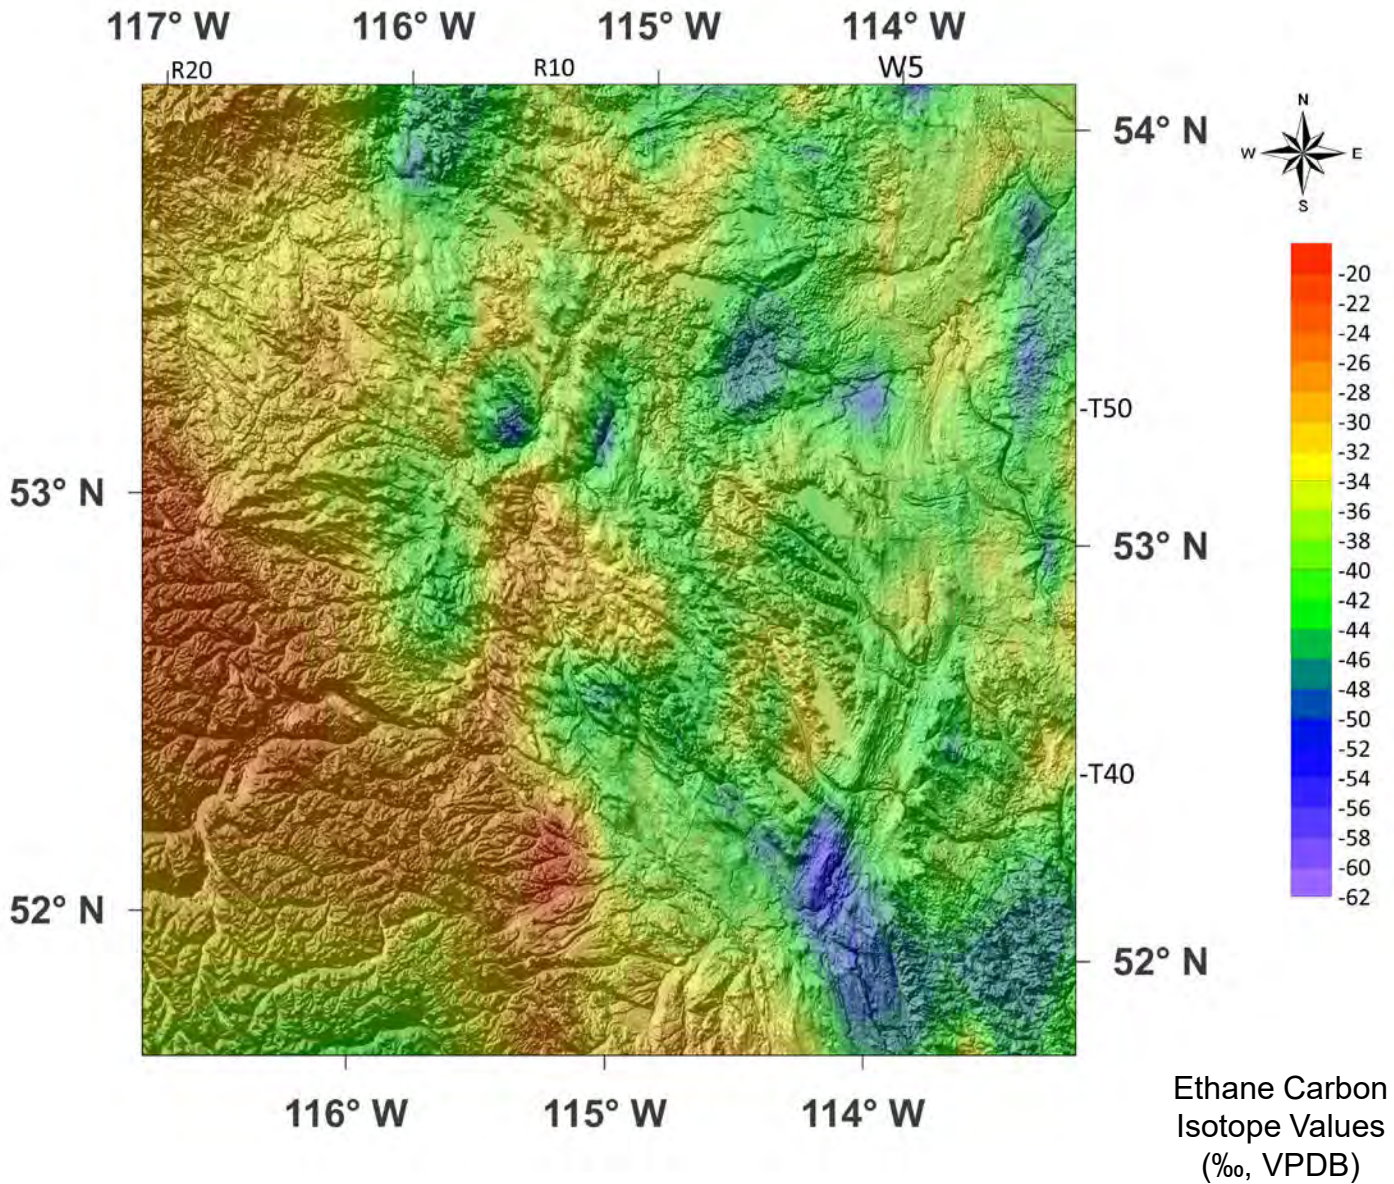 117° W 116° W 115° W 114° W
R20 R10 W5
54° N
N
W E
S
-20
-22
-24
-26
-28
-30
-32
-34
-36
-38
-40
-42
-44
-46
-48
-50
-52
-54
-56
-58
-60
-62
-T50
53° N
53° N
-T40
52° N
52° N
116° W 115° W 114° W
Ethane Carbon
Isotope Values
(‰, VPDB)